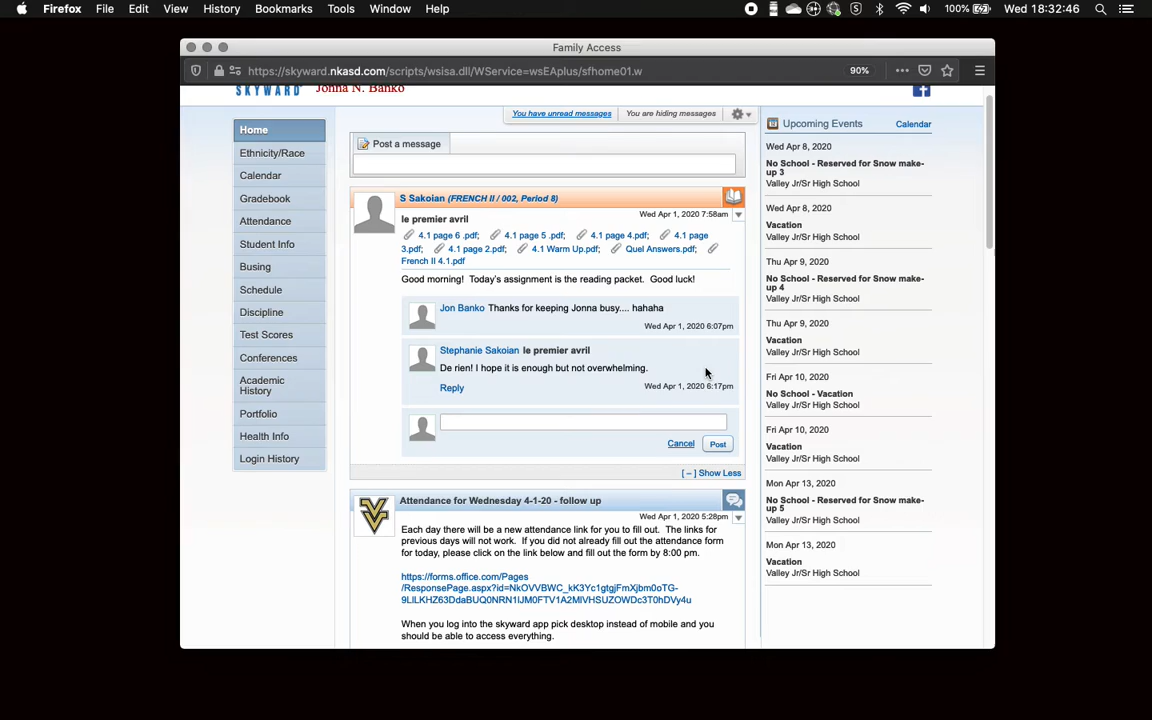 Firefox File Edit View History Bookmarks Tools Window Help 100% Wed 18:32:46
Family Access
https://skyward.nkasd.com/scripts/wsisa.dll/WService=wsEAplus/sfhome01.w 90%
SKYWARD Jonna N. Banko
You have unread messages You are hiding messages
Home
Ethnicity/Race
Calendar
Gradebook
Attendance
Student Info
Busing
Schedule
Discipline
Test Scores
Conferences
Academic
History
Portfolio
Health Info
Login History
Post a message
S Sakoian (FRENCH II / 002, Period 8)
Wed Apr 1, 2020 7:58am
le premier avril
4.1 page 6 .pdf; 4.1 page 5 .pdf; 4.1 page 4.pdf; 4.1 page
3.pdf; 4.1 page 2.pdf; 4.1 Warm Up.pdf; Quel Answers.pdf;
French II 4.1.pdf
Good morning! Today's assignment is the reading packet. Good luck!
Jon Banko Thanks for keeping Jonna busy.... hahaha
Wed Apr 1, 2020 6:07pm
Stephanie Sakoian le premier avril
De rien! I hope it is enough but not overwhelming.
Reply Wed Apr 1, 2020 6:17pm
Cancel Post
[ – ] Show Less
Attendance for Wednesday 4-1-20 - follow up
Wed Apr 1, 2020 5:28pm
Each day there will be a new attendance link for you to fill out. The links for
previous days will not work. If you did not already fill out the attendance form
for today, please click on the link below and fill out the form by 8:00 pm.
https://forms.office.com/Pages
/ResponsePage.aspx?id=NkOVVBWC_kK3Yc1gtgjFmXjbm0oTG-
9LlLKHZ63DdaBUQ0NRN1lJM0FTV1A2MlVHSUZOWDc3T0hDVy4u
When you log into the skyward app pick desktop instead of mobile and you
should be able to access everything.
Upcoming Events Calendar
Wed Apr 8, 2020
No School - Reserved for Snow make-
up 3
Valley Jr/Sr High School
Wed Apr 8, 2020
Vacation
Valley Jr/Sr High School
Thu Apr 9, 2020
No School - Reserved for Snow make-
up 4
Valley Jr/Sr High School
Thu Apr 9, 2020
Vacation
Valley Jr/Sr High School
Fri Apr 10, 2020
No School - Vacation
Valley Jr/Sr High School
Fri Apr 10, 2020
Vacation
Valley Jr/Sr High School
Mon Apr 13, 2020
No School - Reserved for Snow make-
up 5
Valley Jr/Sr High School
Mon Apr 13, 2020
Vacation
Valley Jr/Sr High School